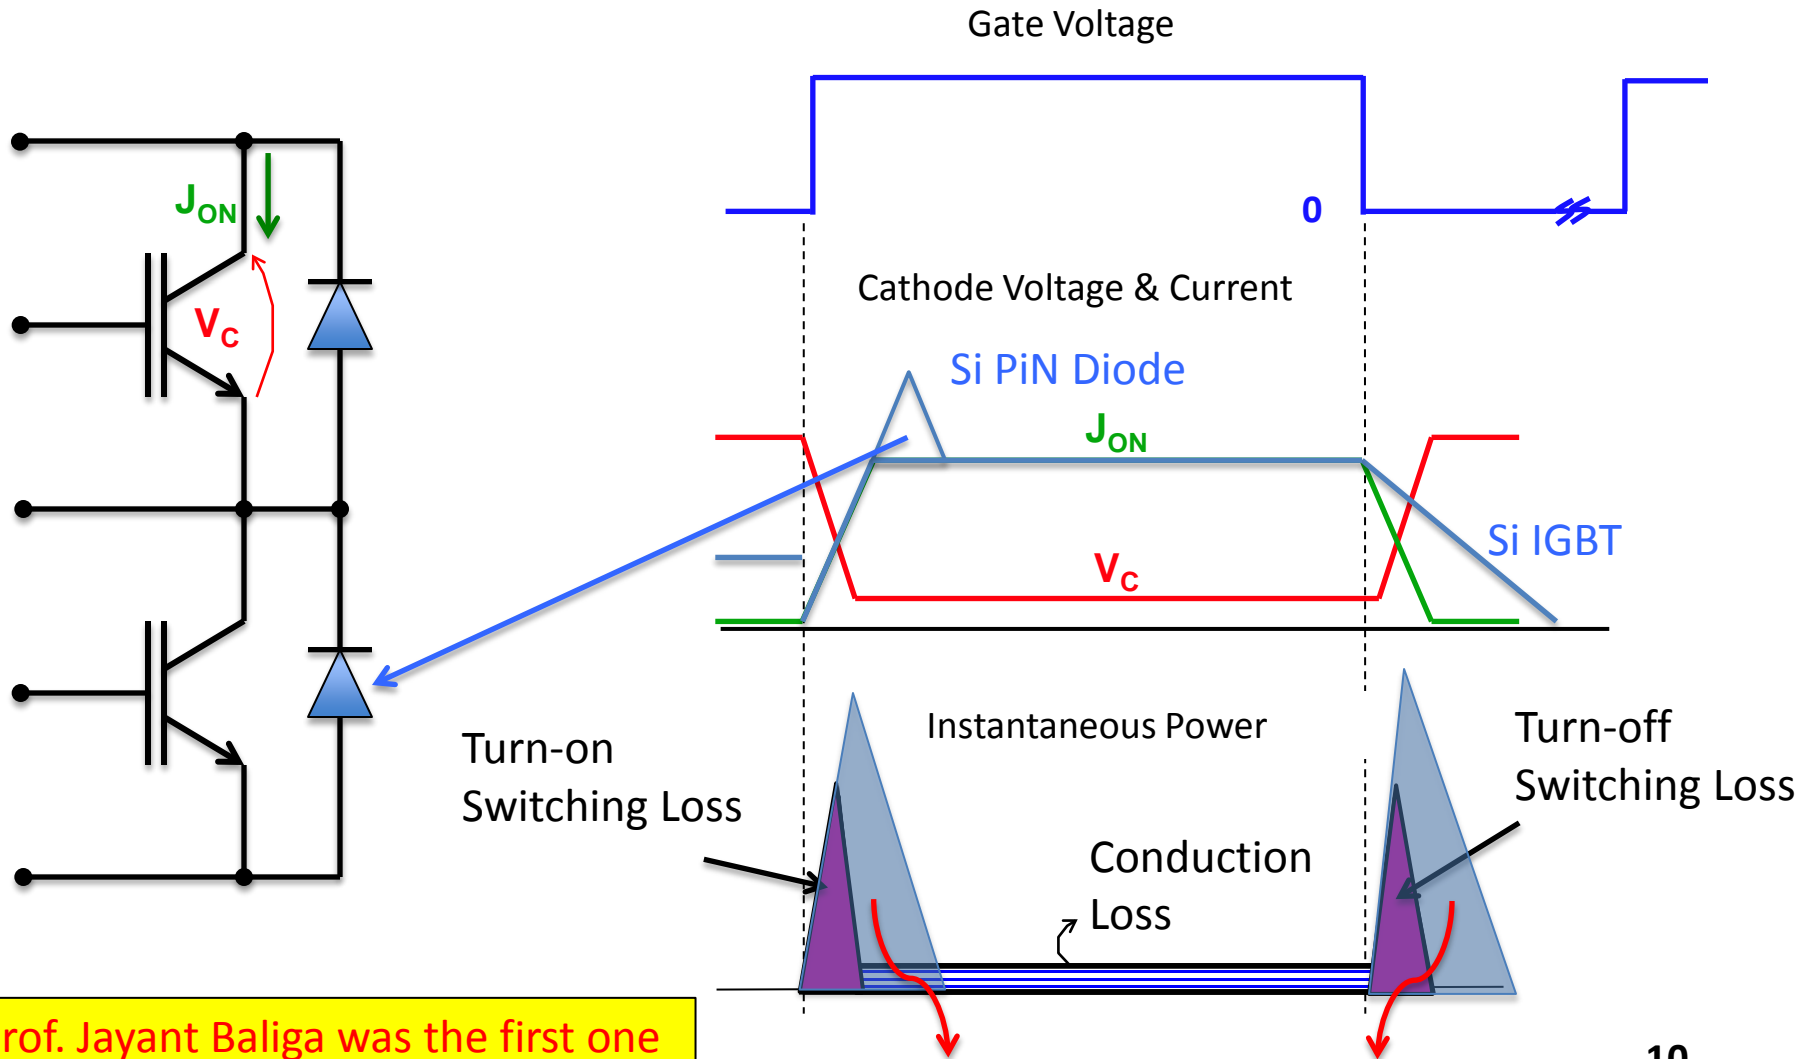 Gate Voltage
0
J_ON
V_C
Cathode Voltage & Current
Si PiN Diode
J_ON
Si IGBT
V_C
Instantaneous Power
Turn-on
Switching Loss
Turn-off
Switching Loss
Conduction
Loss
rof. Jayant Baliga was the first one
10